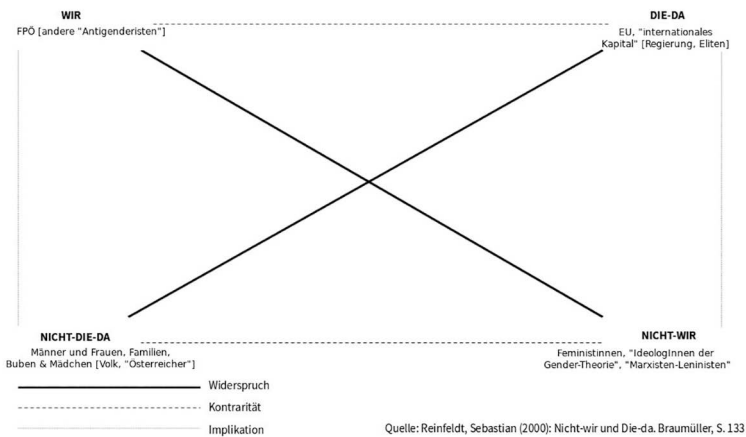 WIR
FPÖ [andere "Antigenderisten"]
DIE-DA
EU, "internationales
Kapital" [Regierung, Eliten]
NICHT-DIE-DA
Männer und Frauen, Familien,
Buben & Mädchen [Volk, "Österreicher"]
NICHT-WIR
Feministinnen, "IdeologInnen der
Gender-Theorie", "Marxisten-Leninisten"
Widerspruch
Kontrarität
Implikation
Quelle: Reinfeldt, Sebastian (2000): Nicht-wir und Die-da. Braumüller, S. 133